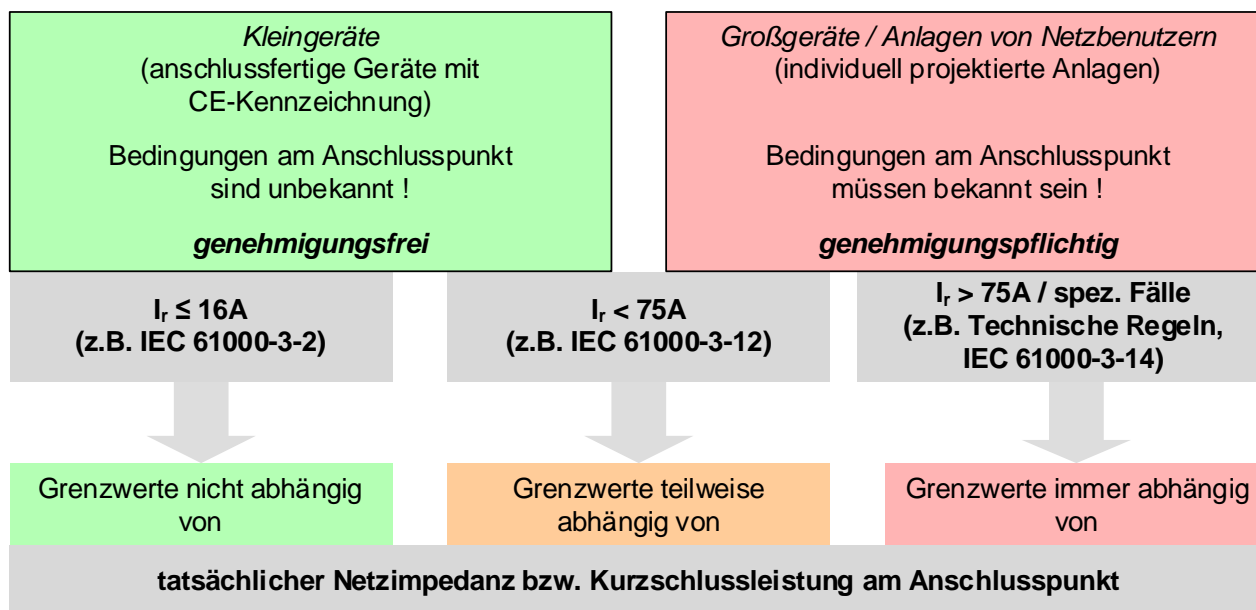 Kleingeräte
(anschlussfertige Geräte mit
CE-Kennzeichnung)
Bedingungen am Anschlusspunkt
sind unbekannt !
genehmigungsfrei
Großgeräte / Anlagen von Netzbenutzern
(individuell projektierte Anlagen)
Bedingungen am Anschlusspunkt
müssen bekannt sein !
genehmigungspflichtig
Ir ≤ 16A
(z.B. IEC 61000-3-2)
Ir < 75A
(z.B. IEC 61000-3-12)
Ir > 75A / spez. Fälle
(z.B. Technische Regeln,
IEC 61000-3-14)
Grenzwerte nicht abhängig
von
Grenzwerte teilweise
abhängig von
Grenzwerte immer abhängig
von
tatsächlicher Netzimpedanz bzw. Kurzschlussleistung am Anschlusspunkt